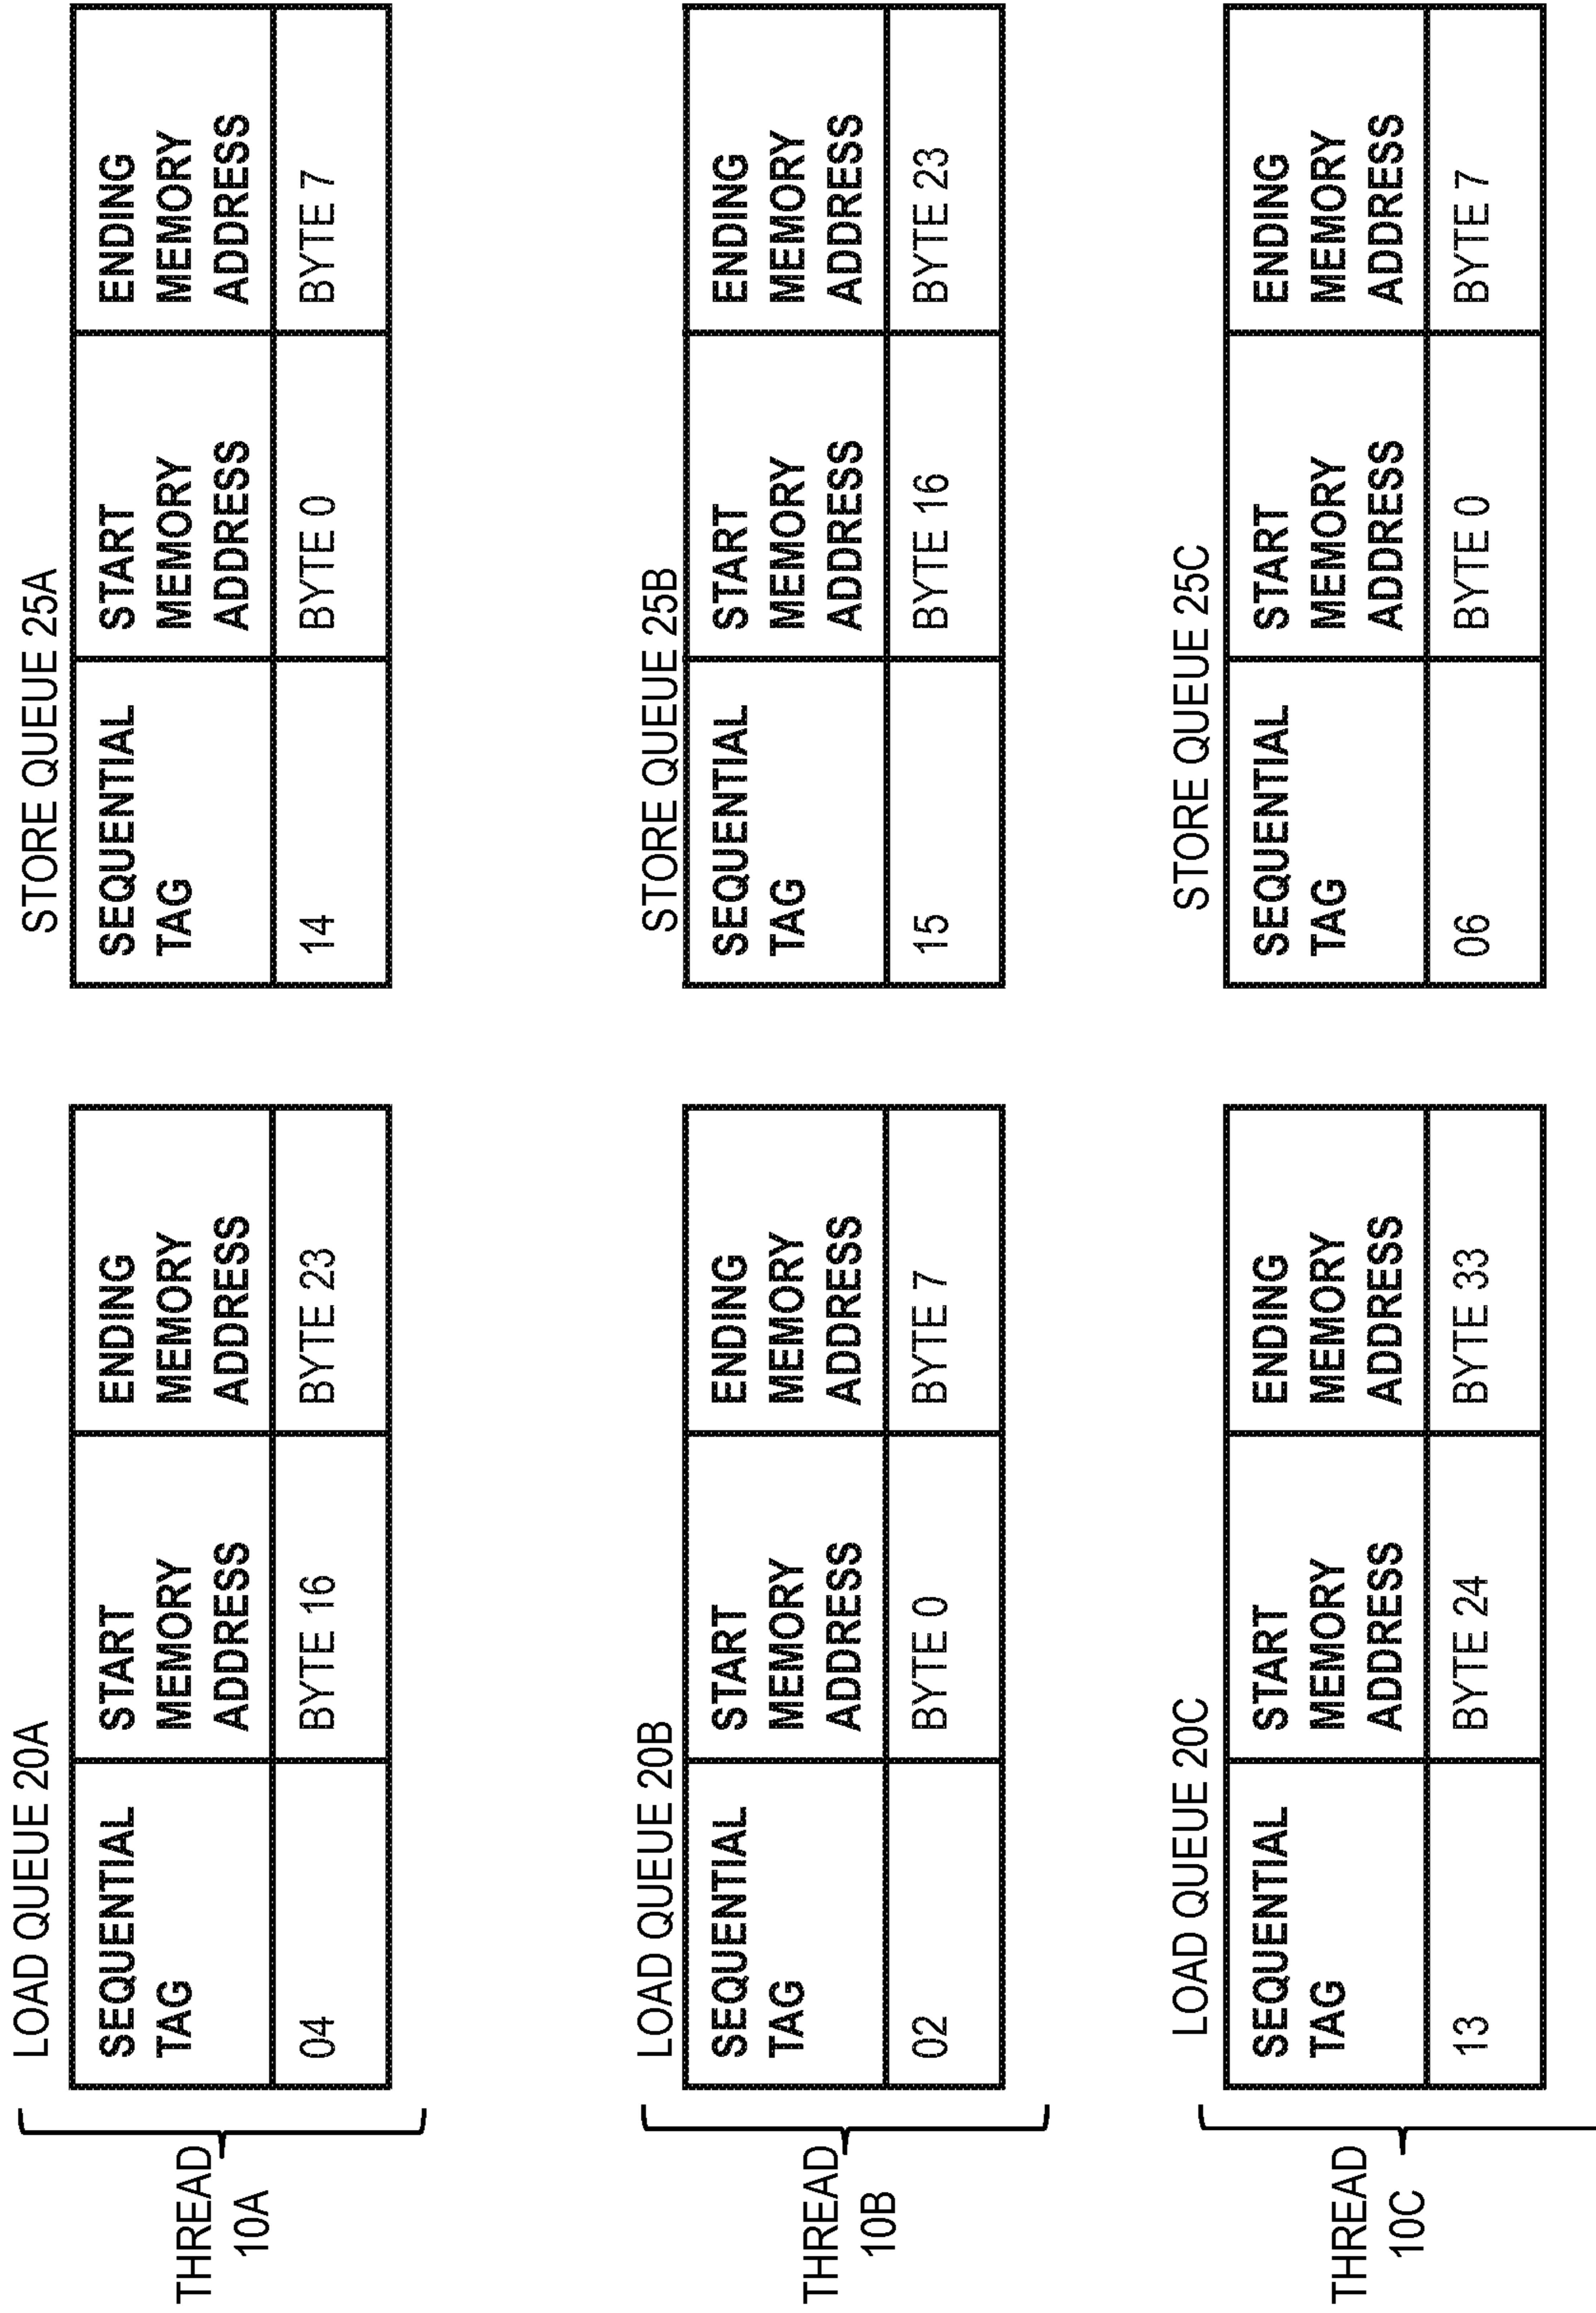 THREAD
10A
LOAD QUEUE 20A
SEQUENTIAL
TAG
START
MEMORY
ADDRESS
ENDING
MEMORY
ADDRESS
04
BYTE 16
BYTE 23
STORE QUEUE 25A
SEQUENTIAL
TAG
START
MEMORY
ADDRESS
ENDING
MEMORY
ADDRESS
14
BYTE 0
BYTE 7
THREAD
10B
LOAD QUEUE 20B
SEQUENTIAL
TAG
START
MEMORY
ADDRESS
ENDING
MEMORY
ADDRESS
02
BYTE 0
BYTE 7
STORE QUEUE 25B
SEQUENTIAL
TAG
START
MEMORY
ADDRESS
ENDING
MEMORY
ADDRESS
15
BYTE 16
BYTE 23
THREAD
10C
LOAD QUEUE 20C
SEQUENTIAL
TAG
START
MEMORY
ADDRESS
ENDING
MEMORY
ADDRESS
13
BYTE 24
BYTE 33
STORE QUEUE 25C
SEQUENTIAL
TAG
START
MEMORY
ADDRESS
ENDING
MEMORY
ADDRESS
06
BYTE 0
BYTE 7